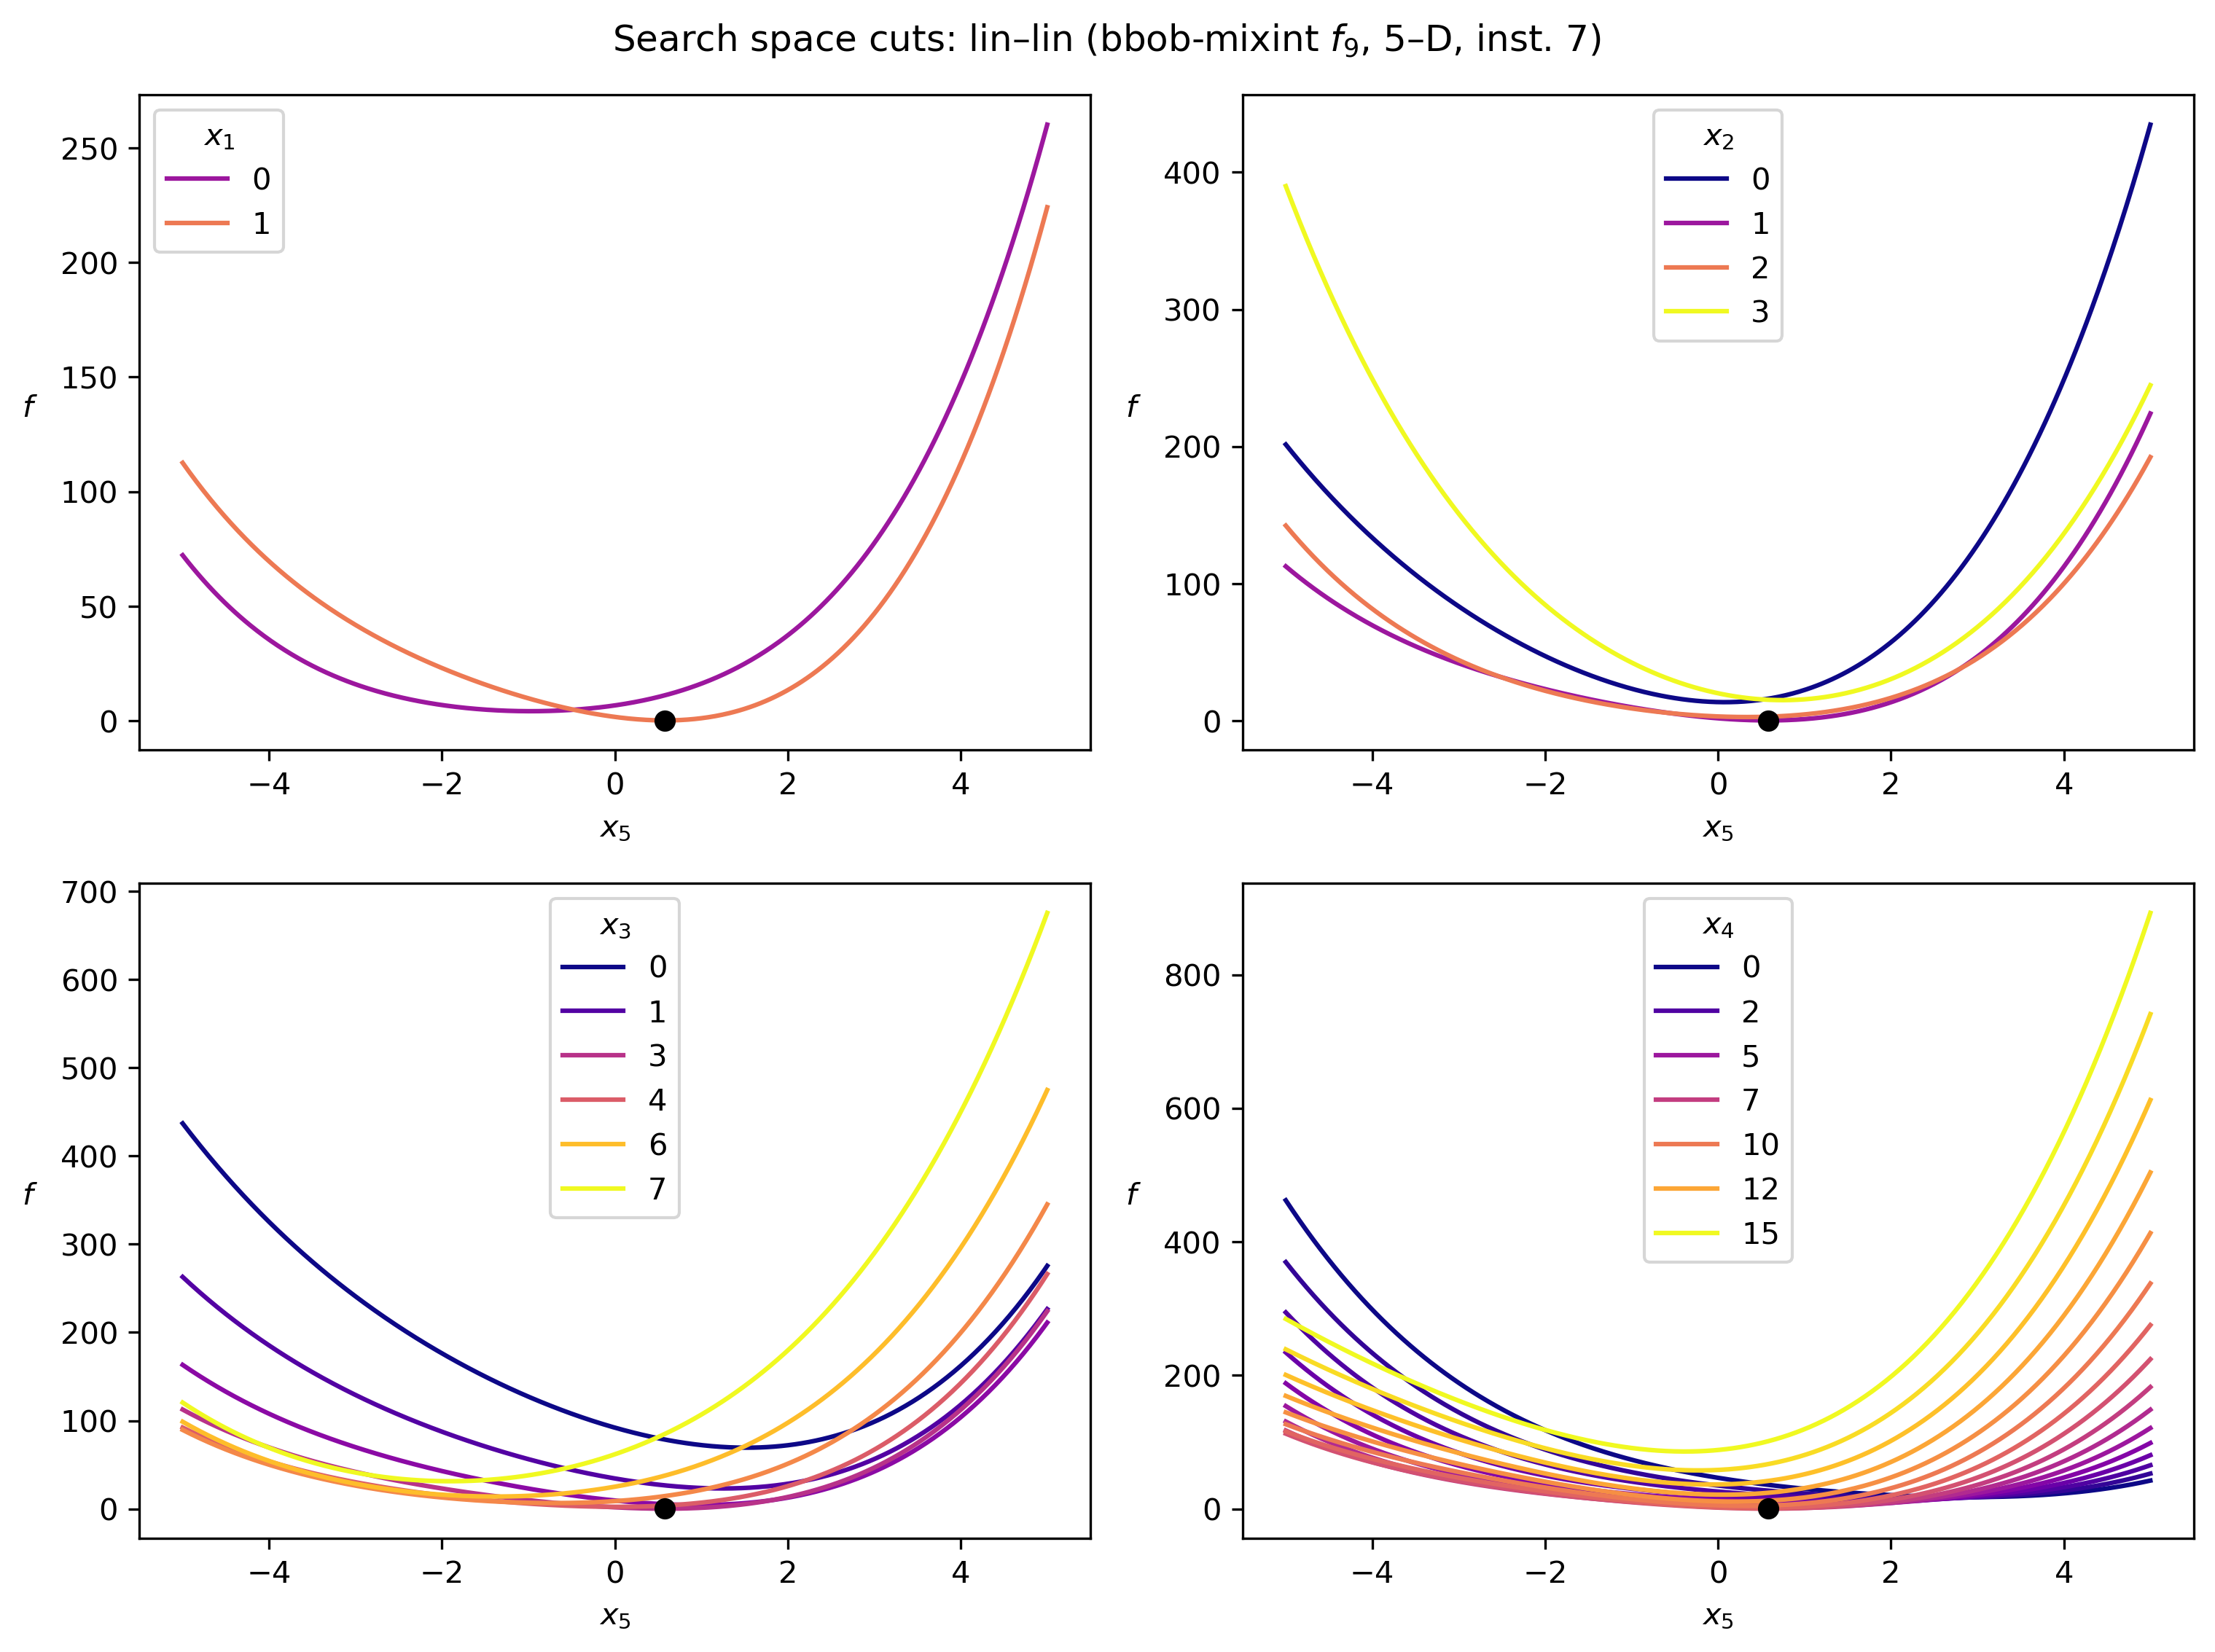 Search space cuts: lin–lin (bbob-mixint f₉, 5–D, inst. 7)
x₁
0
1
250
200
150
100
50
0
f
−4 −2 0 2 4
x₅
x₂
0
1
2
3
400
300
200
100
0
f
−4 −2 0 2 4
x₅
x₃
0
1
3
4
6
7
700
600
500
400
300
200
100
0
f
−4 −2 0 2 4
x₅
x₄
0
2
5
7
10
12
15
800
600
400
200
0
f
−4 −2 0 2 4
x₅